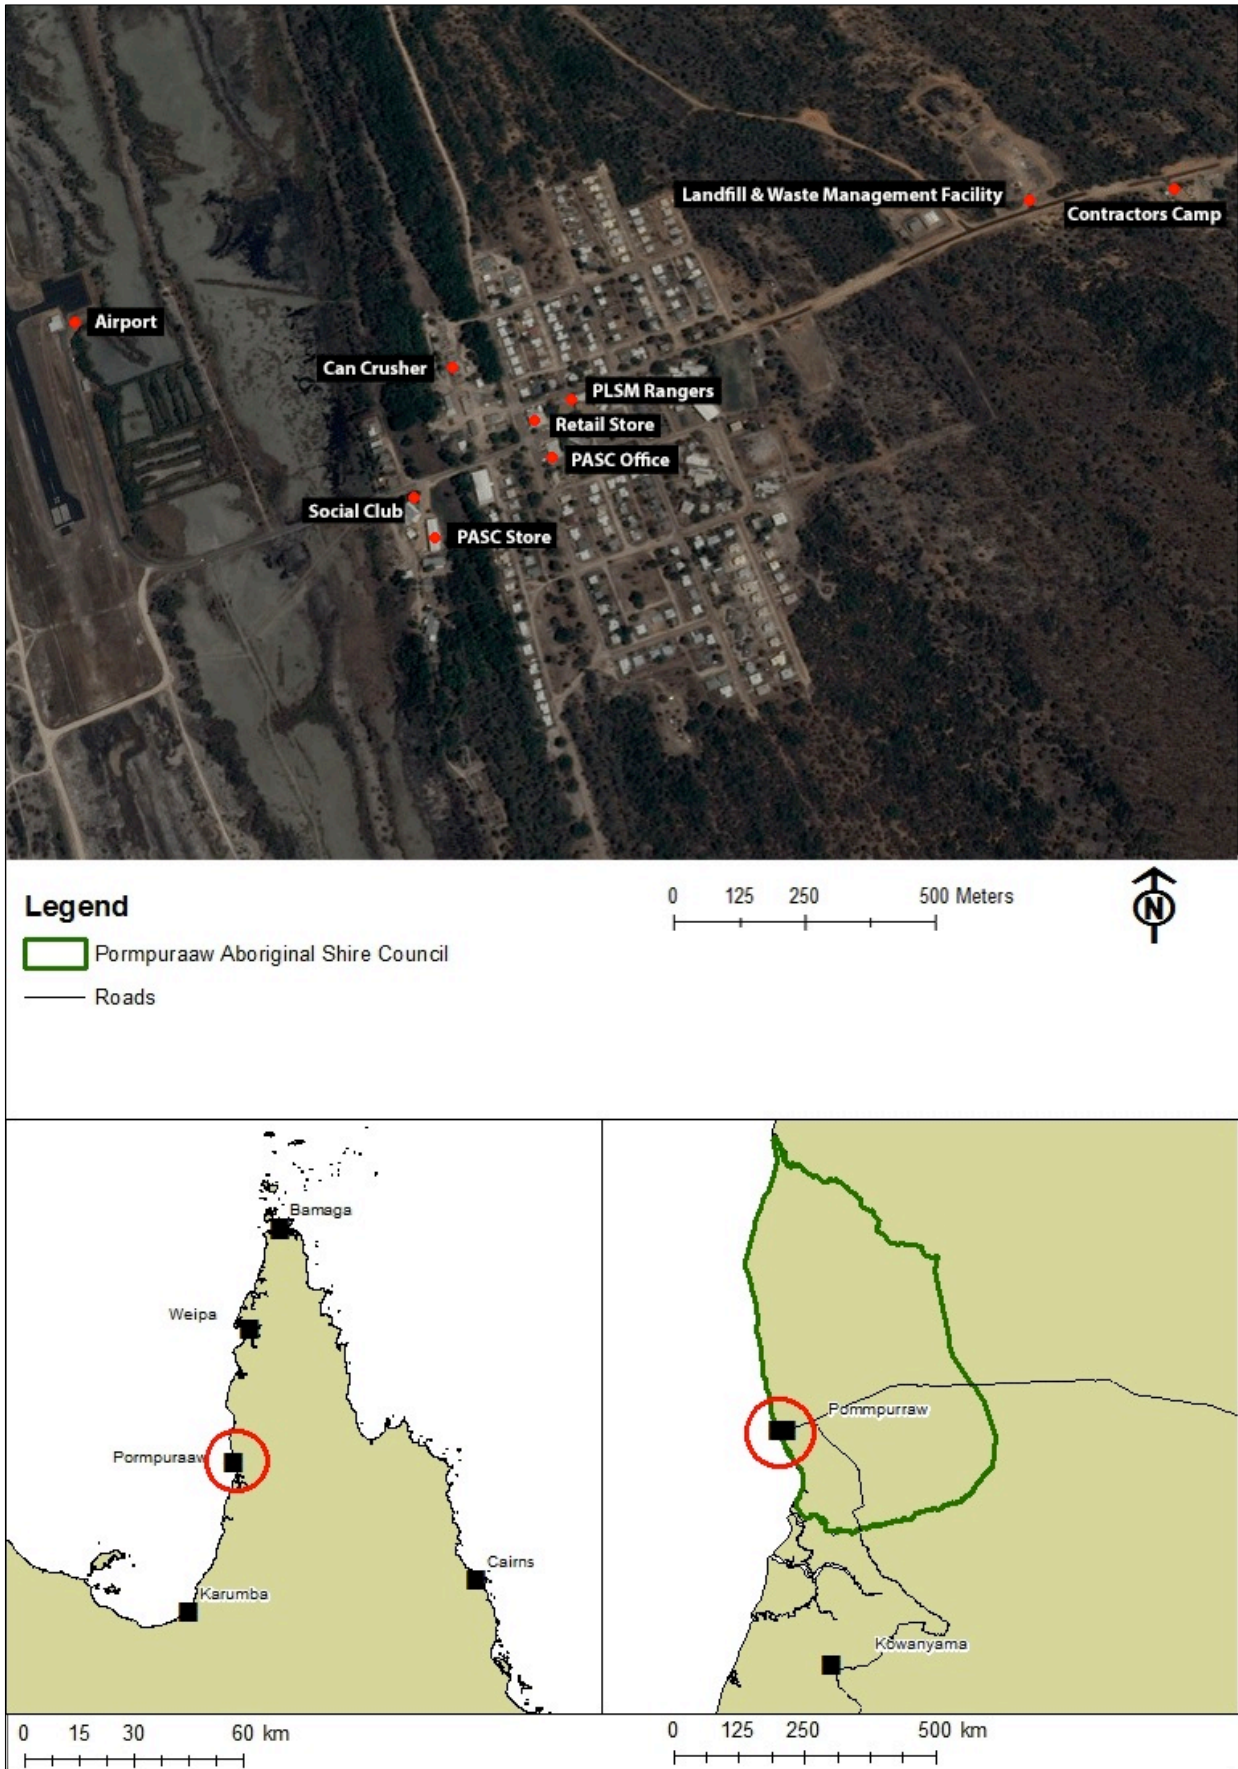 Landfill & Waste Management Facility
Contractors Camp
Airport
Can Crusher
PLSM Rangers
Retail Store
PASC Office
Social Club
PASC Store
Legend
Pormpuraaw Aboriginal Shire Council
Roads
0 125 250 500 Meters
N
Bamaga
Weipa
Pormpuraaw
Cairns
Karumba
Pommpurraw
Kowanyama
0 15 30 60 km
0 125 250 500 km